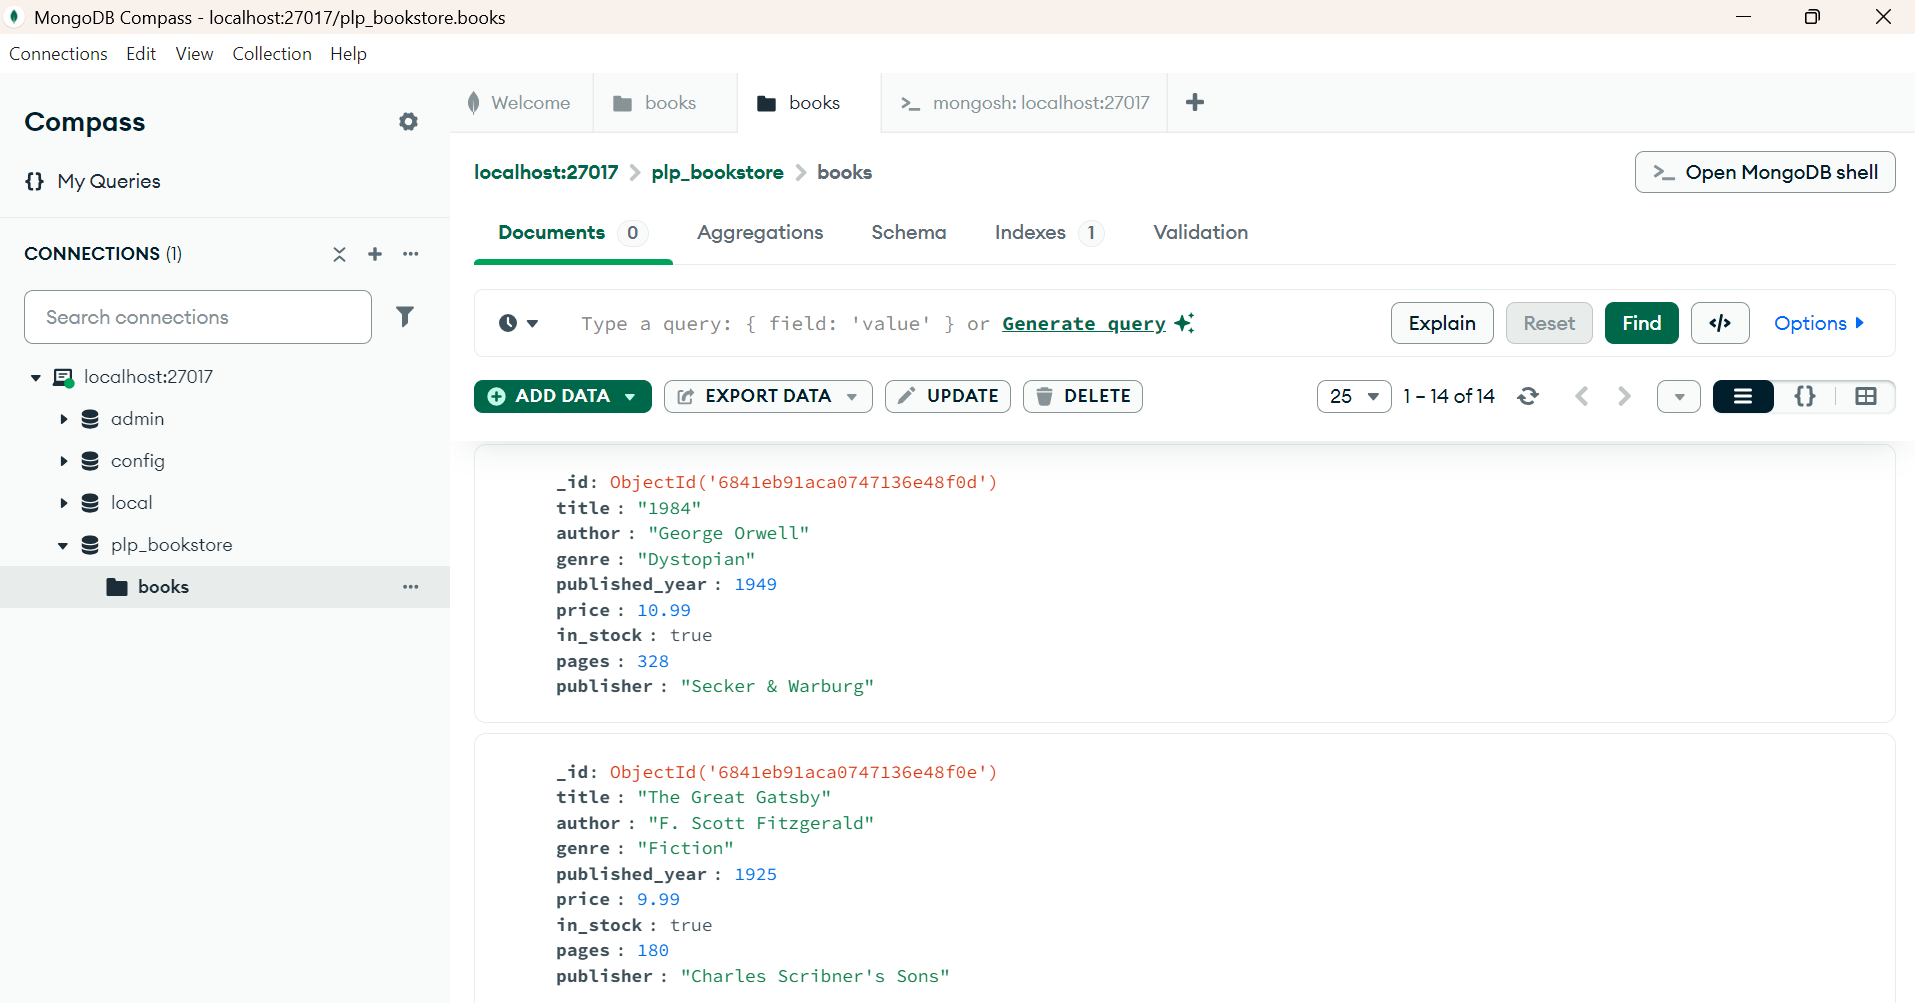 MongoDB Compass - localhost:27017/plp_bookstore.books
Connections Edit View Collection Help
Compass
{} My Queries
CONNECTIONS (1)
Search connections
localhost:27017
admin
config
local
plp_bookstore
books
Welcome books books >_ mongosh: localhost:27017
localhost:27017 > plp_bookstore > books
>_ Open MongoDB shell
Documents 0 Aggregations Schema Indexes 1 Validation
Type a query: { field: 'value' } or Generate query
Explain Reset Find </> Options
ADD DATA EXPORT DATA UPDATE DELETE
25 1 – 14 of 14 {}
_id: ObjectId('6841eb91aca0747136e48f0d')
title : "1984"
author : "George Orwell"
genre : "Dystopian"
published_year : 1949
price : 10.99
in_stock : true
pages : 328
publisher : "Secker & Warburg"
_id: ObjectId('6841eb91aca0747136e48f0e')
title : "The Great Gatsby"
author : "F. Scott Fitzgerald"
genre : "Fiction"
published_year : 1925
price : 9.99
in_stock : true
pages : 180
publisher : "Charles Scribner's Sons"